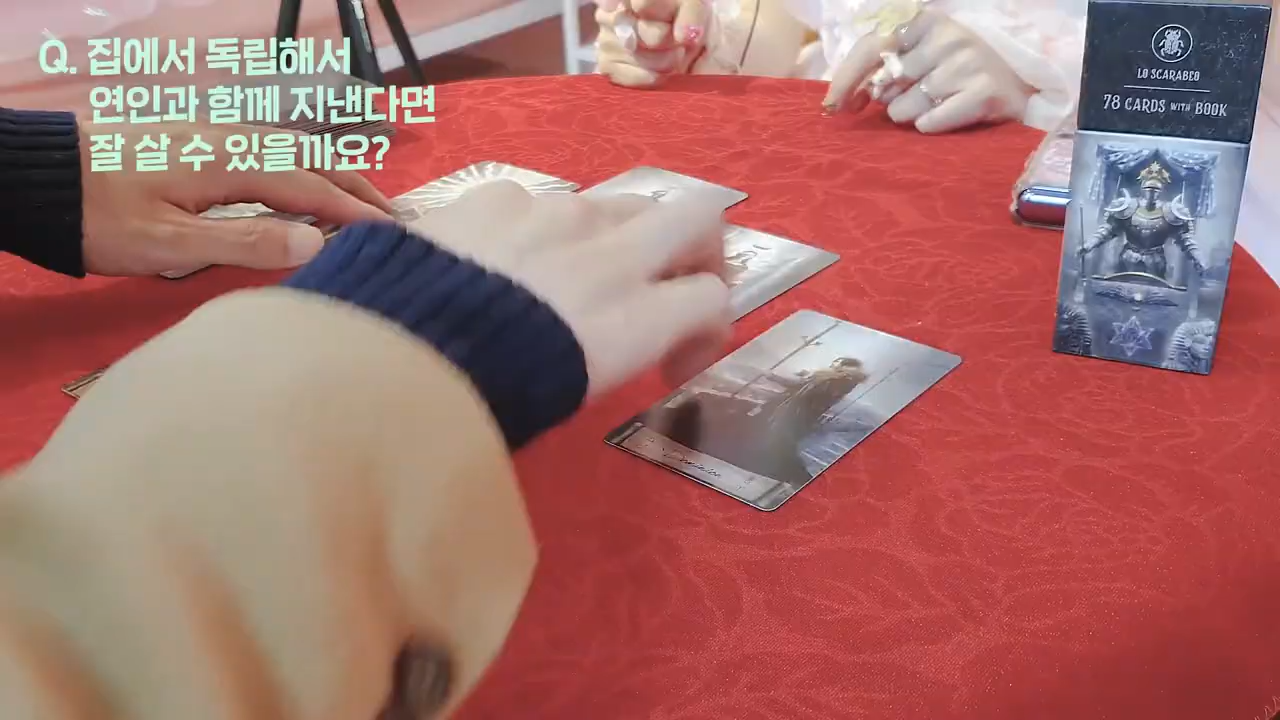 Q. 집에서 독립해서
연인과 함께 지낸다면
잘 살 수 있을까요?
LO SCARABEO
78 CARDS WITH BOOK